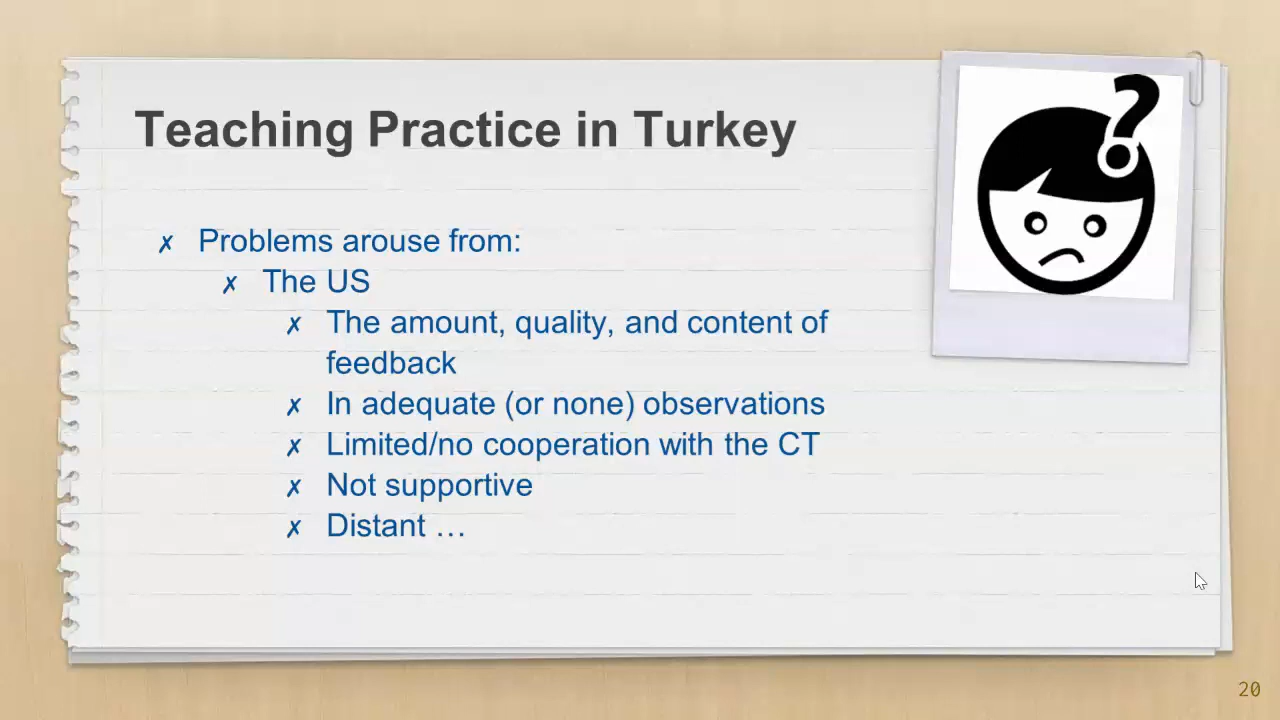 Teaching Practice in Turkey
✗ Problems arouse from:
✗ The US
✗ The amount, quality, and content of
feedback
✗ In adequate (or none) observations
✗ Limited/no cooperation with the CT
✗ Not supportive
✗ Distant …
?
20